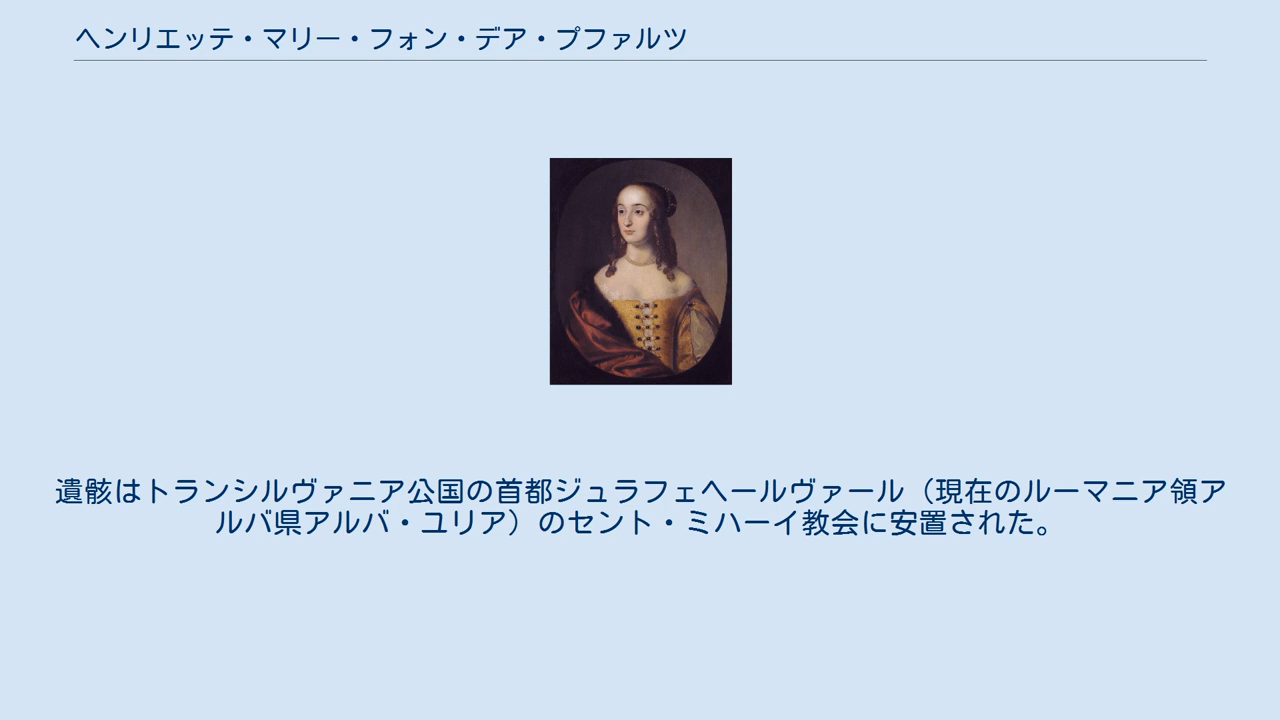 ヘンリエッテ・マリー・フォン・デア・プファルツ
遺骸はトランシルヴァニア公国の首都ジュラフェヘールヴァール（現在のルーマニア領ア
ルバ県アルバ・ユリア）のセント・ミハーイ教会に安置された。